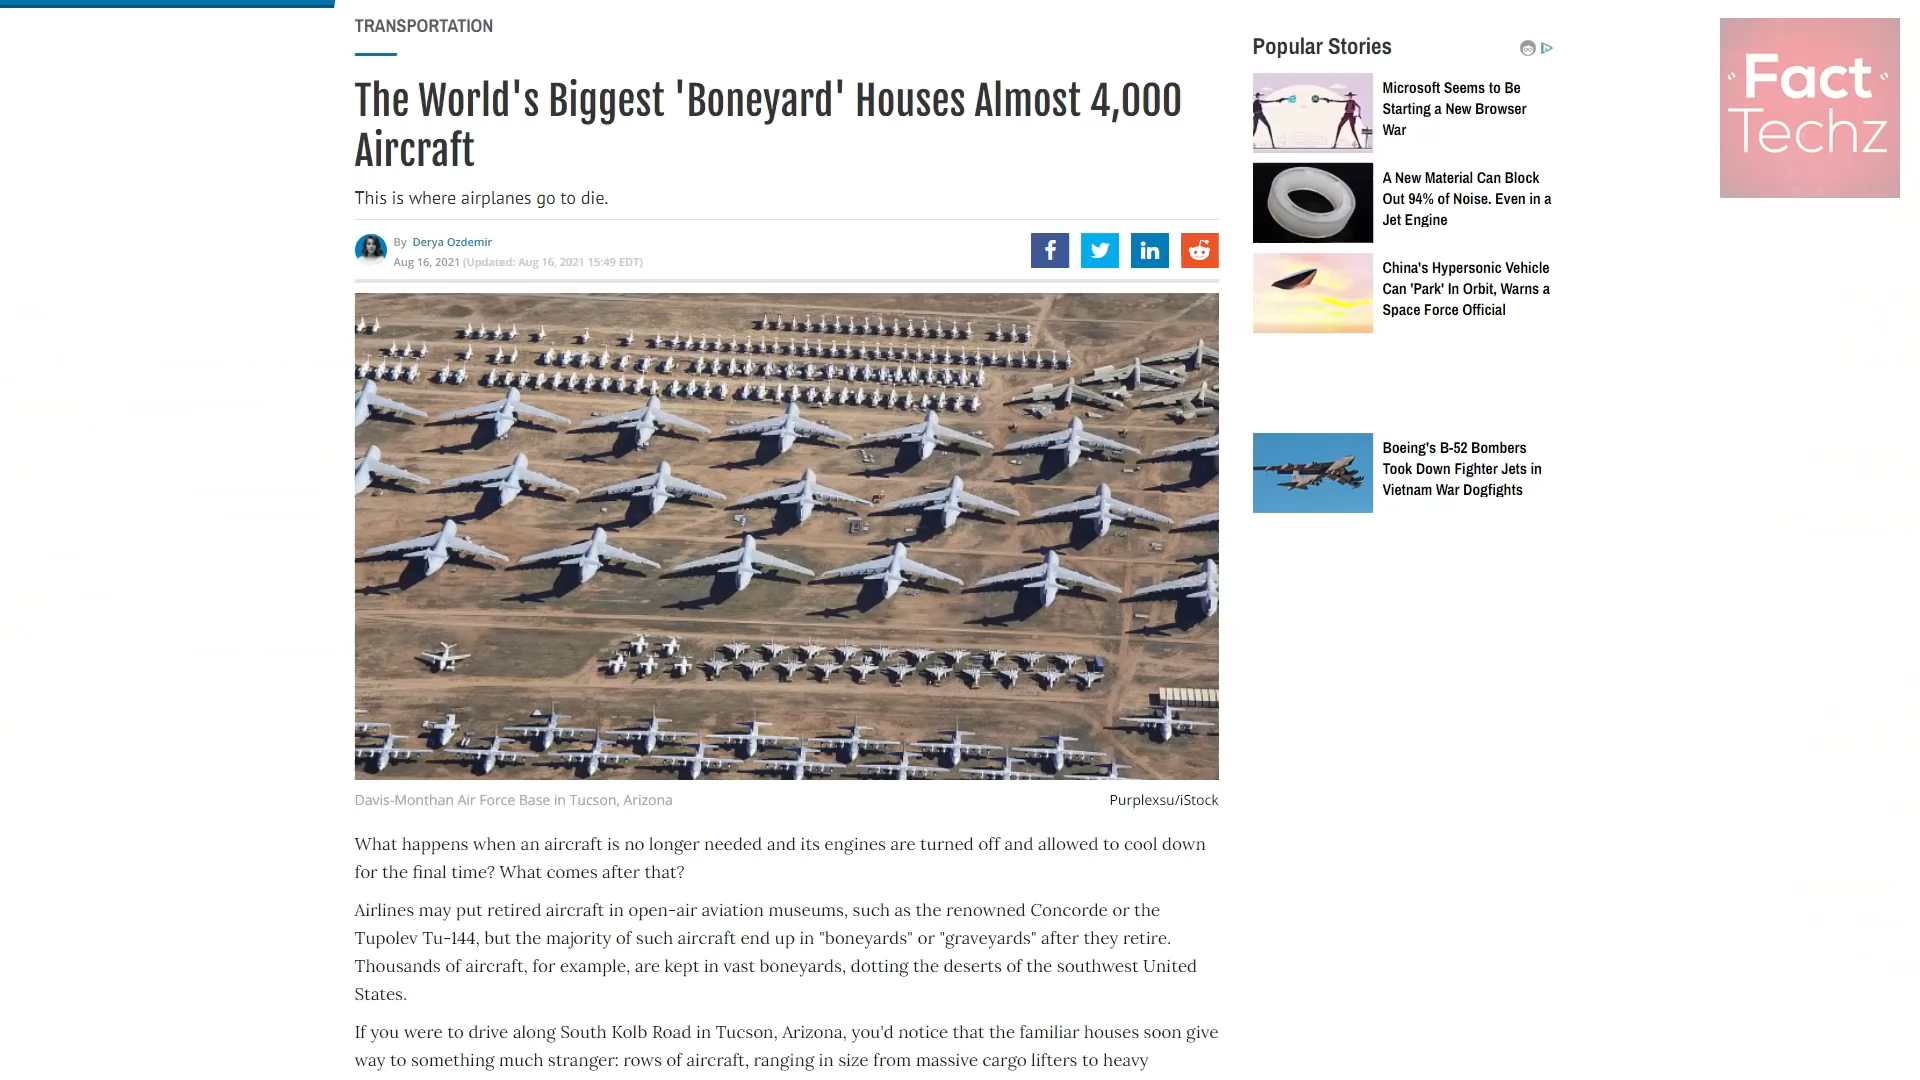 TRANSPORTATION
The World's Biggest 'Boneyard' Houses Almost 4,000
Aircraft
This is where airplanes go to die.
By Derya Ozdemir
Aug 16, 2021 (Updated: Aug 16, 2021 15:49 EDT)
Davis-Monthan Air Force Base in Tucson, Arizona
Purplexsu/iStock
What happens when an aircraft is no longer needed and its engines are turned off and allowed to cool down
for the final time? What comes after that?
Airlines may put retired aircraft in open-air aviation museums, such as the renowned Concorde or the
Tupolev Tu-144, but the majority of such aircraft end up in "boneyards" or "graveyards" after they retire.
Thousands of aircraft, for example, are kept in vast boneyards, dotting the deserts of the southwest United
States.
If you were to drive along South Kolb Road in Tucson, Arizona, you'd notice that the familiar houses soon give
way to something much stranger: rows of aircraft, ranging in size from massive cargo lifters to heavy
Popular Stories
Microsoft Seems to Be
Starting a New Browser
War
A New Material Can Block
Out 94% of Noise. Even in a
Jet Engine
China's Hypersonic Vehicle
Can 'Park' In Orbit, Warns a
Space Force Official
Boeing's B-52 Bombers
Took Down Fighter Jets in
Vietnam War Dogfights
Fact
Techz